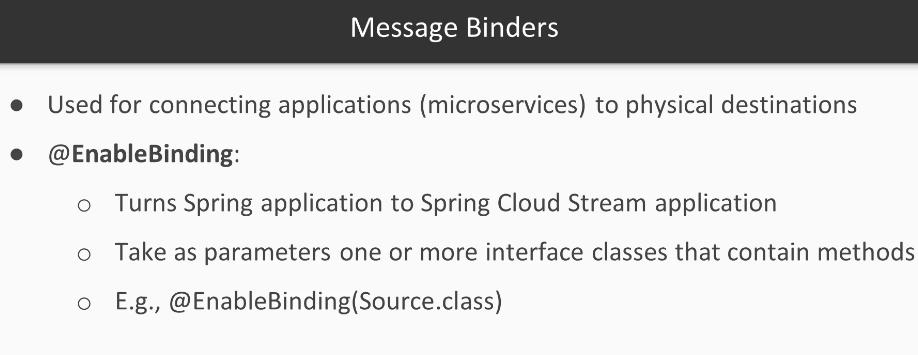 Message Binders
● Used for connecting applications (microservices) to physical destinations
● @EnableBinding:
○ Turns Spring application to Spring Cloud Stream application
○ Take as parameters one or more interface classes that contain methods
○ E.g., @EnableBinding(Source.class)